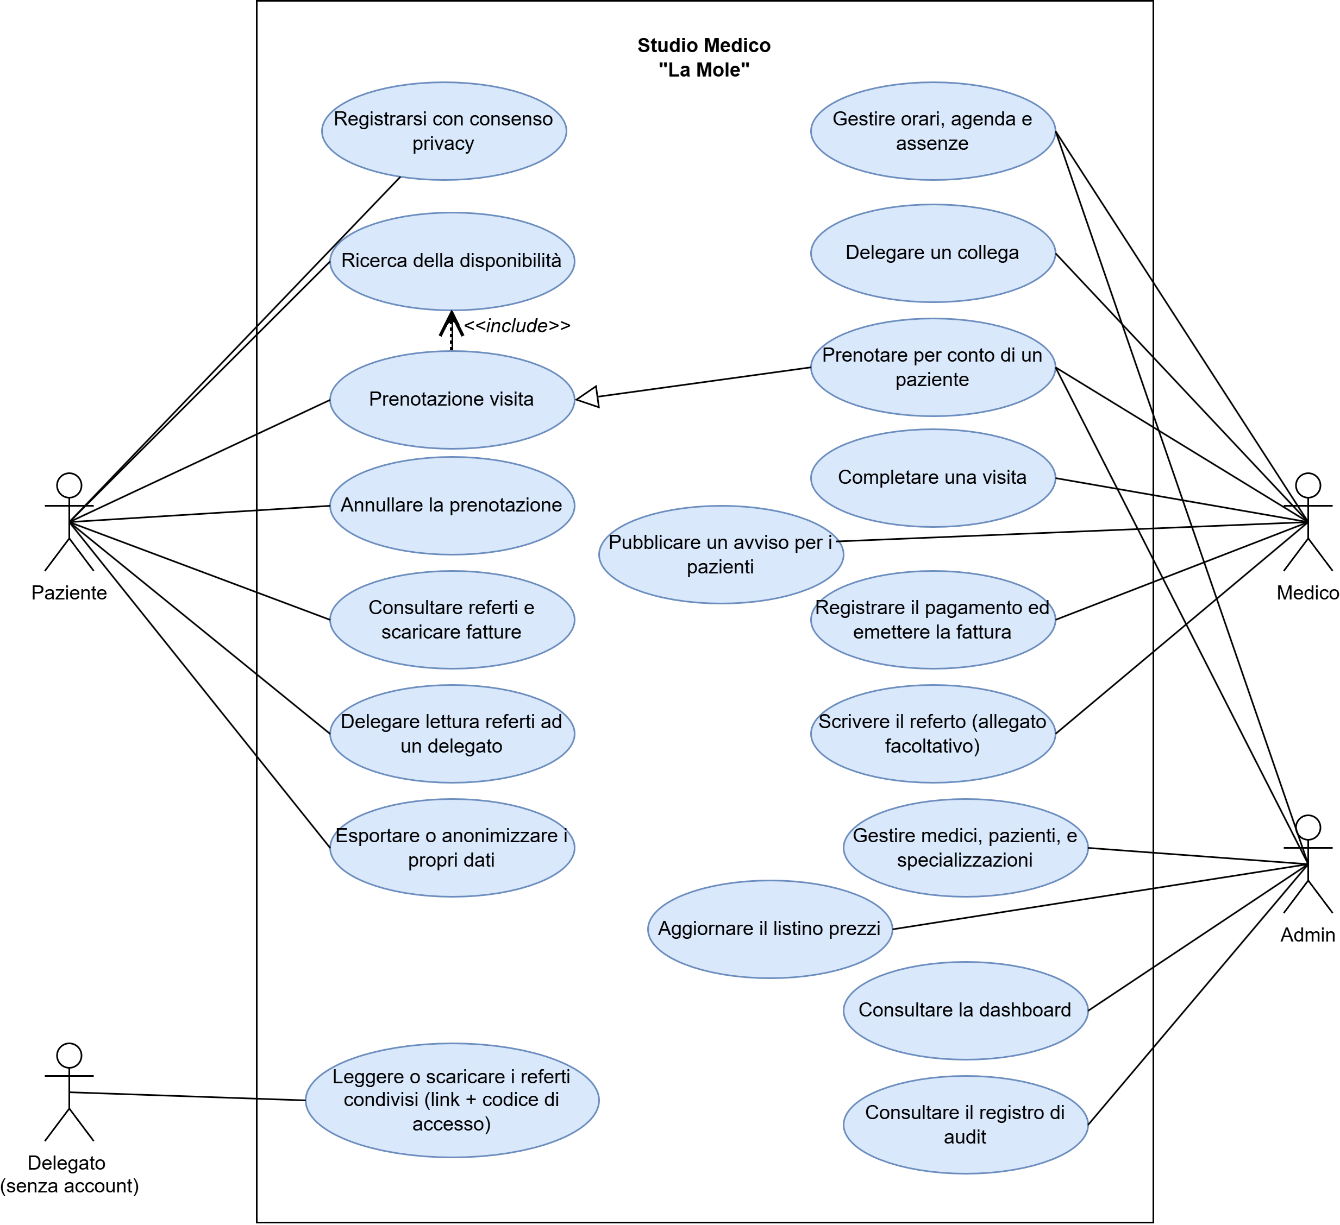 Studio Medico
"La Mole"
Registrarsi con consenso
privacy
Gestire orari, agenda e
assenze
Ricerca della disponibilità
Delegare un collega
<<include>>
Prenotazione visita
Prenotare per conto di un
paziente
Annullare la prenotazione
Completare una visita
Pubblicare un avviso per i
pazienti
Paziente
Medico
Consultare referti e
scaricare fatture
Registrare il pagamento ed
emettere la fattura
Delegare lettura referti ad
un delegato
Scrivere il referto (allegato
facoltativo)
Esportare o anonimizzare i
propri dati
Gestire medici, pazienti, e
specializzazioni
Aggiornare il listino prezzi
Admin
Consultare la dashboard
Leggere o scaricare i referti
condivisi (link + codice di
accesso)
Consultare il registro di
audit
Delegato
(senza account)